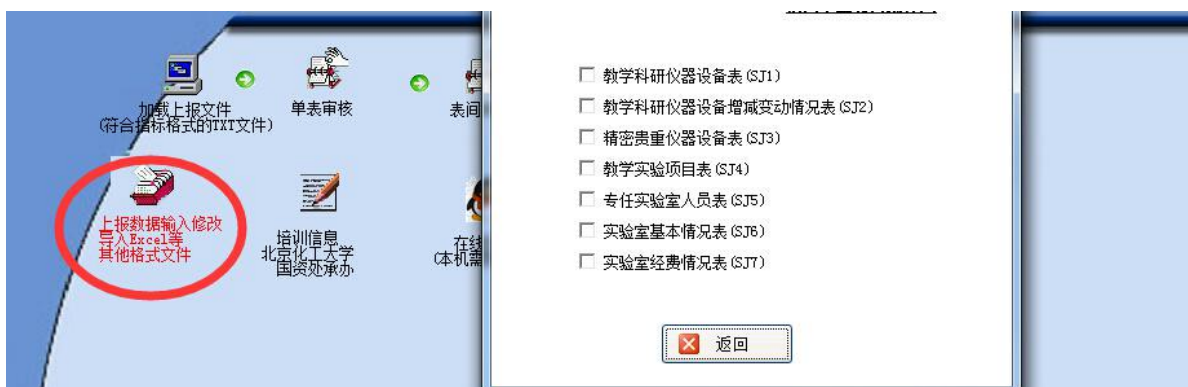 加载上报文件
(符合指标格式的TXT文件)
单表审核
表间
上报数据输入修改
导入Excel等
其他格式文件
培训信息
北京化工大学
国资处承办
在线
(本机需
教学科研仪器设备表(SJ1)
教学科研仪器设备增减变动情况表(SJ2)
精密贵重仪器设备表(SJ3)
教学实验项目表(SJ4)
专任实验室人员表(SJ5)
实验室基本情况表(SJ6)
实验室经费情况表(SJ7)
返回